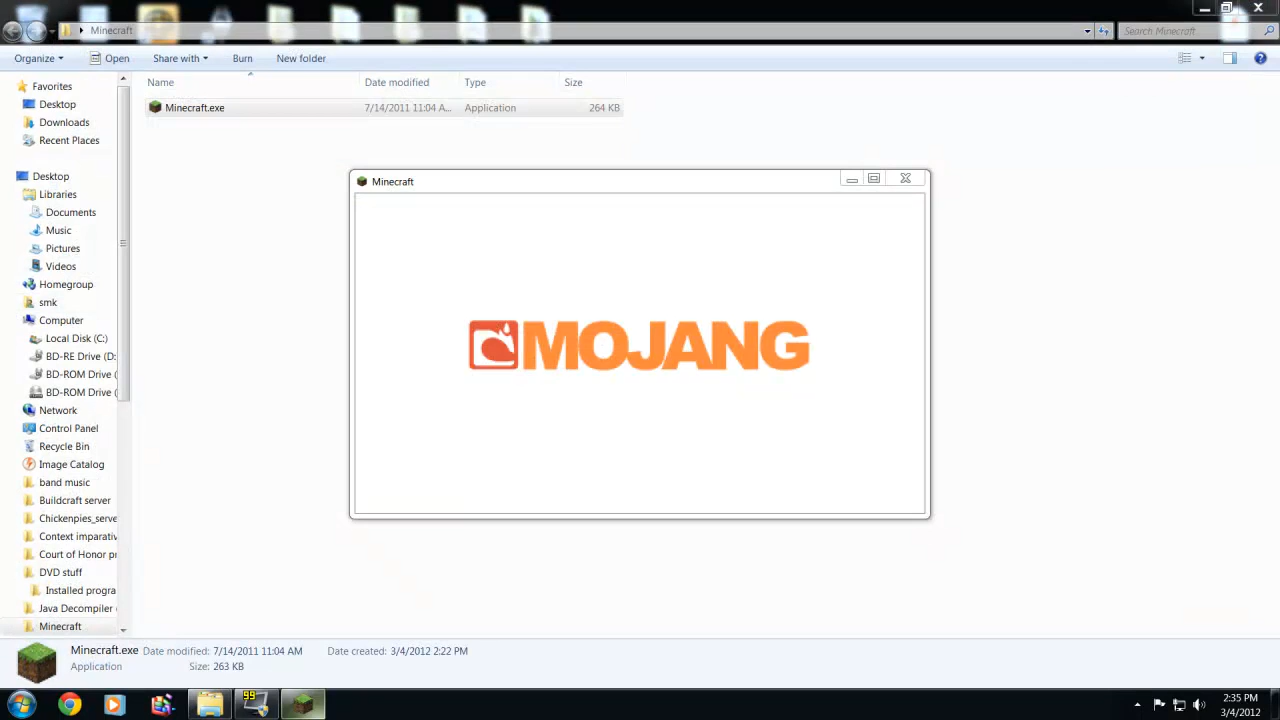 Minecraft
Search Minecraft
Organize Open Share with Burn New folder
Name Date modified Type Size
Minecraft.exe 7/14/2011 11:04 A... Application 264 KB
Favorites
Desktop
Downloads
Recent Places
Desktop
Libraries
Documents
Music
Pictures
Videos
Homegroup
smk
Computer
Local Disk (C:)
BD-RE Drive (D:
BD-ROM Drive (
BD-ROM Drive (
Network
Control Panel
Recycle Bin
Image Catalog
band music
Buildcraft server
Chickenpies_serve
Context imparativ
Court of Honor pr
DVD stuff
Installed progra
Java Decompiler (
Minecraft
Minecraft
MOJANG
Minecraft.exe Date modified: 7/14/2011 11:04 AM Date created: 3/4/2012 2:22 PM
Application Size: 263 KB
99
2:35 PM
3/4/2012